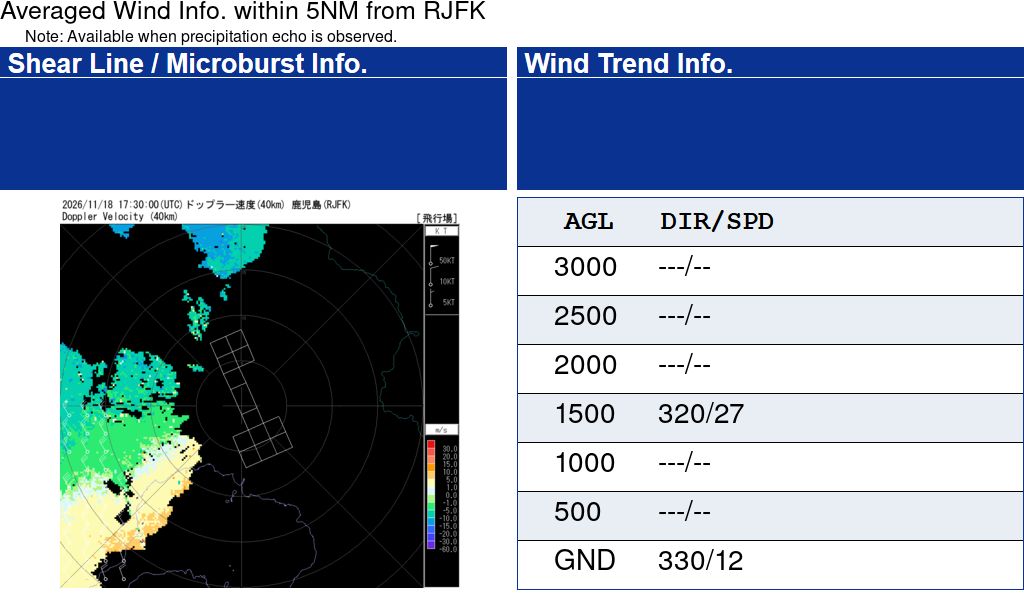 Averaged Wind Info. within 5NM from RJFK
Note: Available when precipitation echo is observed.
Shear Line / Microburst Info.
Wind Trend Info.
2026/11/18 17:30:00(UTC) ドップラー速度(40km) 鹿児島(RJFK)
Doppler Velocity (40km)
[飛行場]
KT
50KT
10KT
5KT
m/s
30.0
20.0
15.0
10.0
5.0
1.0
0.0
-1.0
-5.0
-10.0
-15.0
-20.0
-30.0
-60.0
AGL DIR/SPD
3000 ---/--
2500 ---/--
2000 ---/--
1500 320/27
1000 ---/--
500 ---/--
GND 330/12